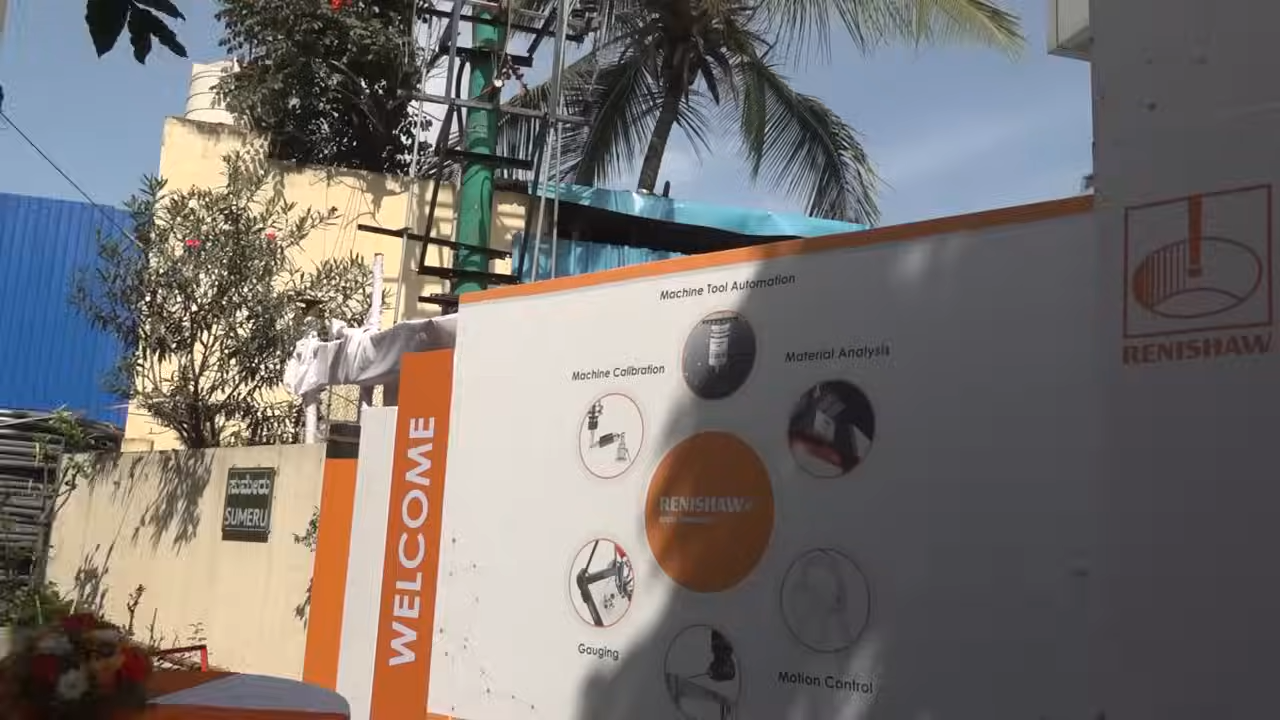 Machine Tool Automation
Material Analysis
Machine Calibration
RENISHAW
RENISHAW
Gauging
Motion Control
WELCOME
ಸುಮೇರು
SUMERU